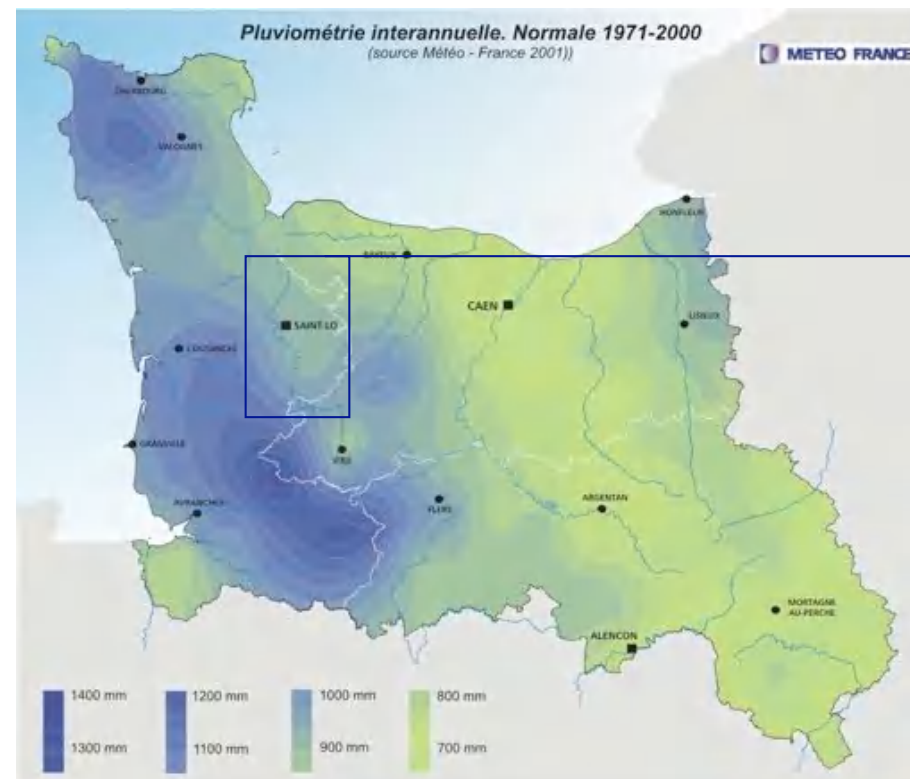 Pluviométrie interannuelle. Normale 1971-2000
(source Météo - France 2001))
METEO FRANCE
CHERBOURG
VALOGNES
HONFLEUR
BAYEUX
CAEN
SAINT-LO
LISIEUX
COUTANCES
GRANVILLE
VIRE
AVRANCHES
FLERS
ARGENTAN
MORTAGNE
AU-PERCHE
ALENCON
1400 mm
1300 mm
1200 mm
1100 mm
1000 mm
900 mm
800 mm
700 mm